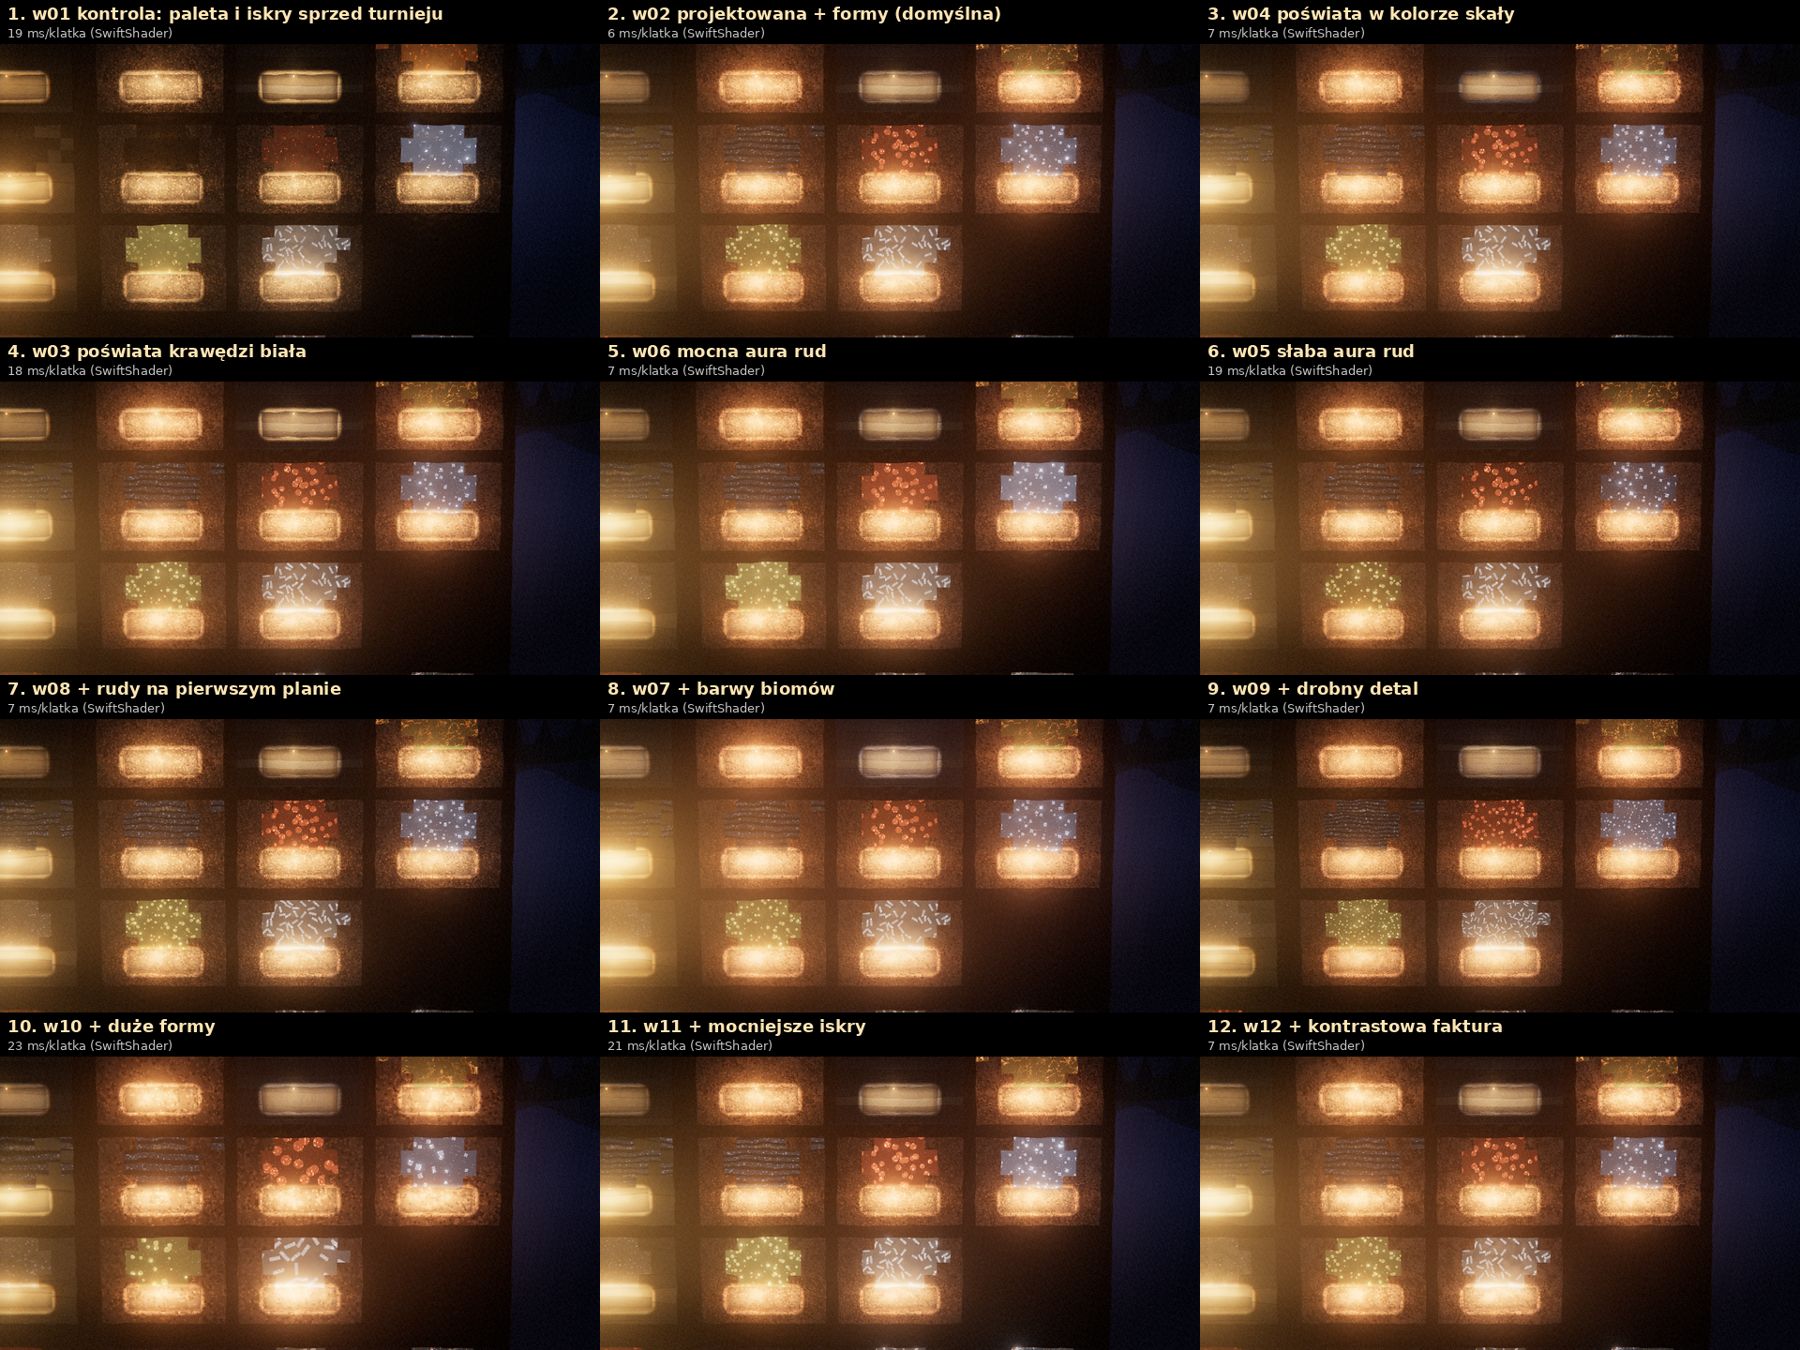 1. w01 kontrola: paleta i iskry sprzed turnieju
19 ms/klatka (SwiftShader)
2. w02 projektowana + formy (domyślna)
6 ms/klatka (SwiftShader)
3. w04 poświata w kolorze skały
7 ms/klatka (SwiftShader)
4. w03 poświata krawędzi biała
18 ms/klatka (SwiftShader)
5. w06 mocna aura rud
7 ms/klatka (SwiftShader)
6. w05 słaba aura rud
19 ms/klatka (SwiftShader)
7. w08 + rudy na pierwszym planie
7 ms/klatka (SwiftShader)
8. w07 + barwy biomów
7 ms/klatka (SwiftShader)
9. w09 + drobny detal
7 ms/klatka (SwiftShader)
10. w10 + duże formy
23 ms/klatka (SwiftShader)
11. w11 + mocniejsze iskry
21 ms/klatka (SwiftShader)
12. w12 + kontrastowa faktura
7 ms/klatka (SwiftShader)